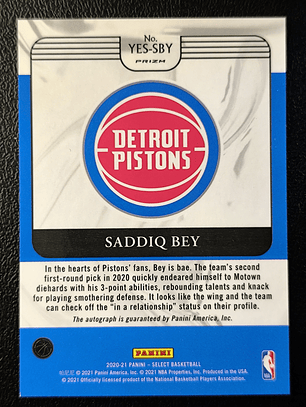 No.
YES-SBY
PRIZM
DETROIT
PISTONS
SADDIQ BEY
In the hearts of Pistons' fans, Bey is bae. The team's second
first-round pick in 2020 quickly endeared himself to Motown
diehards with his 3-point abilities, rebounding talents and knack
for playing smothering defense. It looks like the wing and the team
can check off the "in a relationship" status on their profile.
The autograph is guaranteed by Panini America, Inc.
PANINI
2020-21 PANINI – SELECT BASKETBALL
© 2021 Panini America, Inc. © 2021 NBA Properties, Inc. Produced in the USA.
© 2021 Officially licensed product of the National Basketball Players Association.
NBA